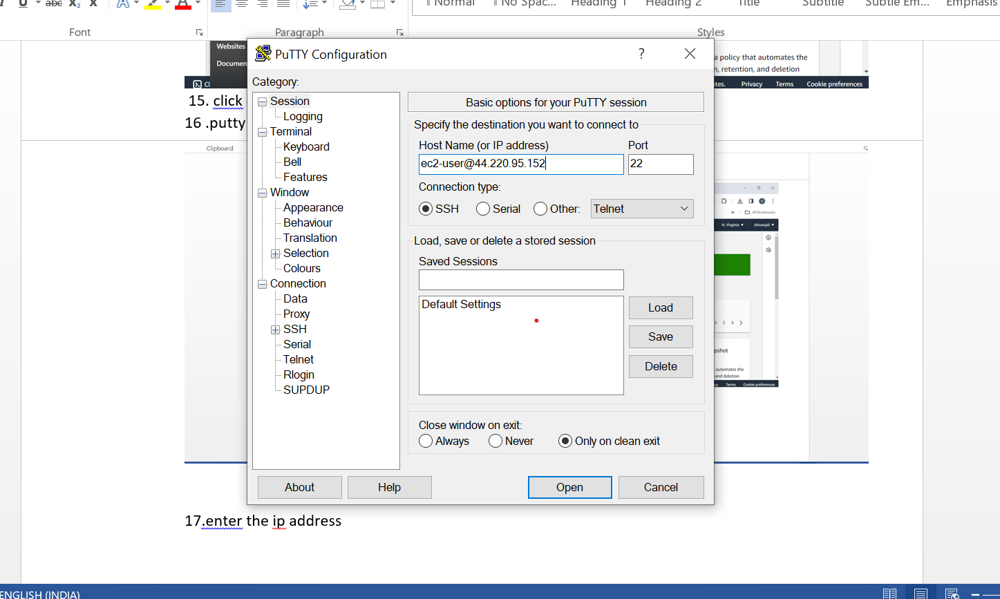 U abc X₂ X A A
¶ Normal ¶ No Spac... Heading 1 Heading 2 Title Subtitle Subtle Em... Emphasis
Font Paragraph Styles
Websites
Documen
a policy that automates the
n, retention, and deletion
Privacy Terms Cookie preferences
15. click
16 .putty
Clipboard
PuTTY Configuration ?
Category:
Session
Logging
Terminal
Keyboard
Bell
Features
Window
Appearance
Behaviour
Translation
Selection
Colours
Connection
Data
Proxy
SSH
Serial
Telnet
Rlogin
SUPDUP
Basic options for your PuTTY session
Specify the destination you want to connect to
Host Name (or IP address) Port
ec2-user@44.220.95.152 22
Connection type:
SSH Serial Other: Telnet
Load, save or delete a stored session
Saved Sessions
Default Settings
Load
Save
Delete
Close window on exit:
Always Never Only on clean exit
About Help Open Cancel
All Bookmarks
N. Virginia shivanjali
4 5 6
pshot
automates the
and deletion
Privacy Terms Cookie preferences
17.enter the ip address
ENGLISH (INDIA)